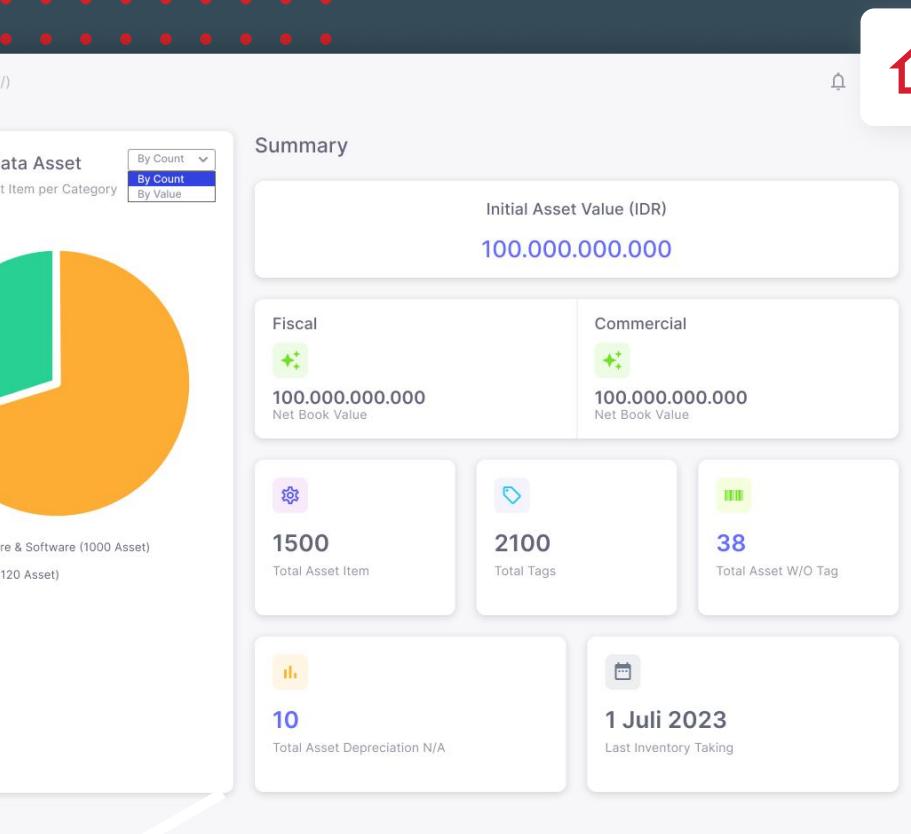 /)
ata Asset
t Item per Category
By Count
By Count
By Value
re & Software (1000 Asset)
120 Asset)
Summary
Initial Asset Value (IDR)
100.000.000.000
Fiscal
100.000.000.000
Net Book Value
Commercial
100.000.000.000
Net Book Value
1500
Total Asset Item
2100
Total Tags
38
Total Asset W/O Tag
10
Total Asset Depreciation N/A
1 Juli 2023
Last Inventory Taking